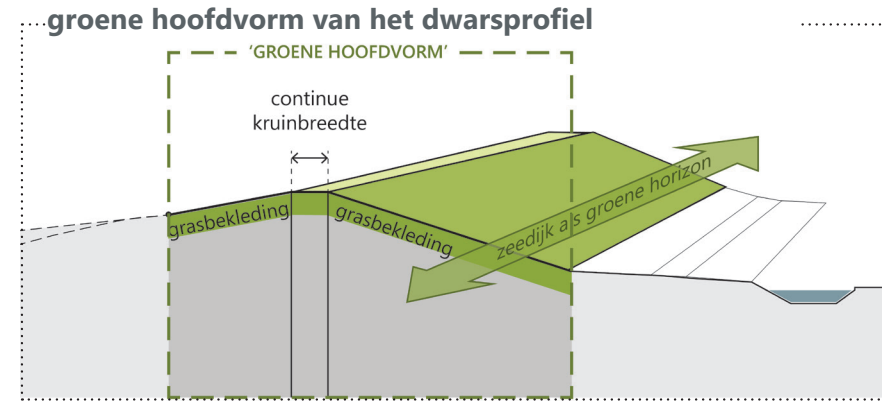 groene hoofdvorm van het dwarsprofiel
'GROENE HOOFDVORM'
continue
kruinbreedte
grasbekleding
grasbekleding
zeedijk als groene horizon